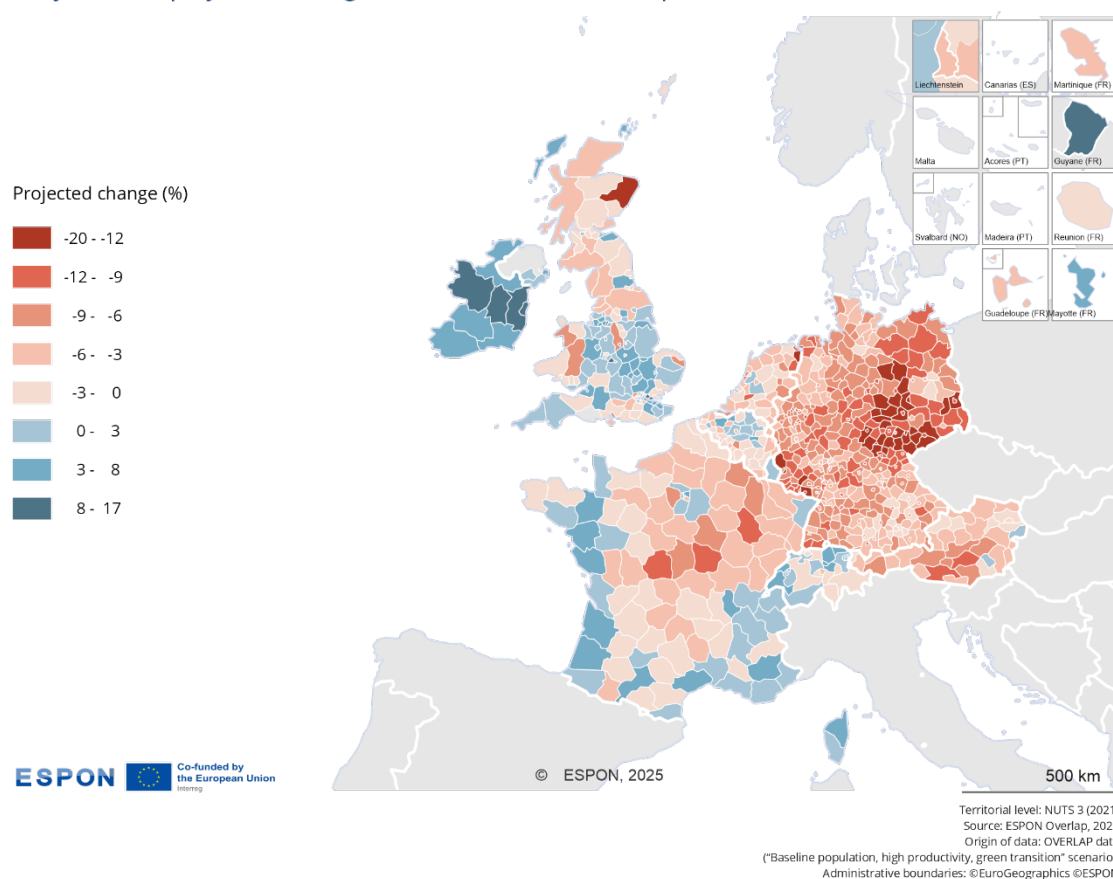 Projected change (%)
-20 - -12
-12 - -9
-9 - -6
-6 - -3
-3 - 0
0 - 3
3 - 8
8 - 17
Liechtenstein
Canarias (ES)
Martinique (FR)
Malta
Acores (PT)
Guyane (FR)
Svalbard (NO)
Madeira (PT)
Reunion (FR)
Guadeloupe (FR)
Mayotte (FR)
ESPON
Co-funded by
the European Union
Interreg
© ESPON, 2025
500 km
Territorial level: NUTS 3 (2021
Source: ESPON Overlap, 202
Origin of data: OVERLAP dat
("Baseline population, high productivity, green transition" scenario
Administrative boundaries: ©EuroGeographics ©ESPON